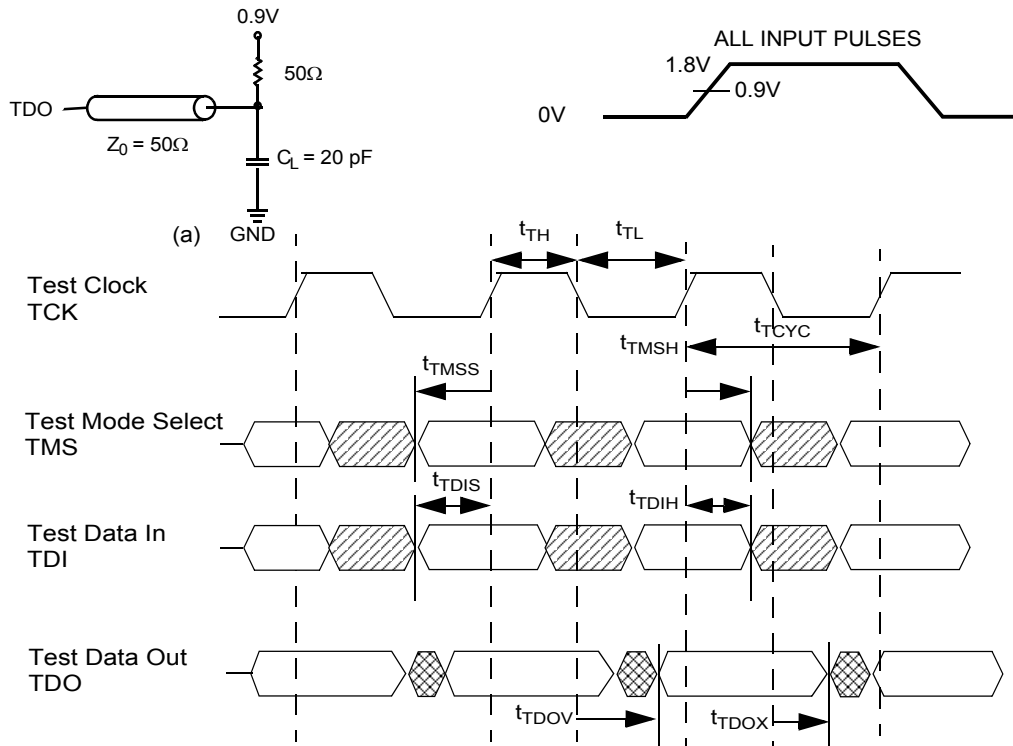 0.9V
50Ω
TDO
Z0 = 50Ω
CL = 20 pF
(a) GND
ALL INPUT PULSES
1.8V
0.9V
0V
tTH
tTL
Test Clock
TCK
tTCYC
tTMSH
tTMSS
Test Mode Select
TMS
tTDIS
tTDIH
Test Data In
TDI
Test Data Out
TDO
tTDOV
tTDOX